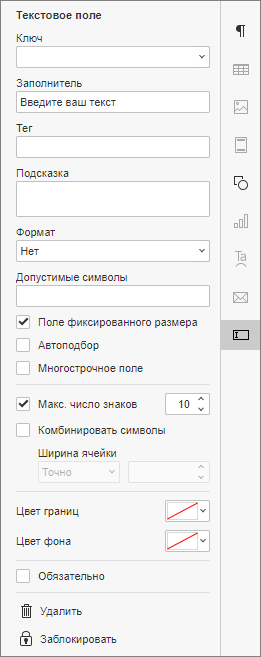 Текстовое поле
Ключ
Заполнитель
Введите ваш текст
Тег
Подсказка
Формат
Нет
Допустимые символы
Поле фиксированного размера
Автоподбор
Многострочное поле
Макс. число знаков 10
Комбинировать символы
Ширина ячейки
Точно
Цвет границ
Цвет фона
Обязательно
Удалить
Заблокировать